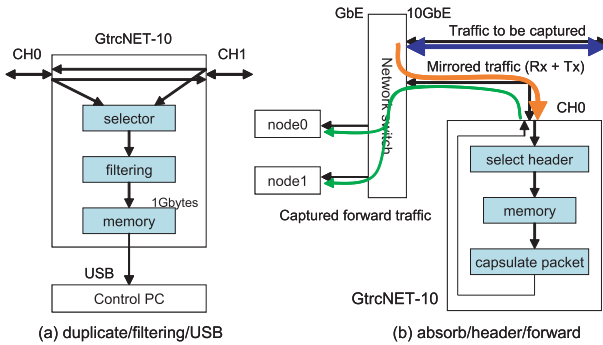 GtrcNET-10
CH0
CH1
selector
filtering
1Gbytes
memory
USB
Control PC
(a) duplicate/filtering/USB
GbE
10GbE
Traffic to be captured
Mirrored traffic (Rx + Tx)
Network switch
CH0
node0
node1
select header
memory
capsulate packet
Captured forward traffic
GtrcNET-10
(b) absorb/header/forward